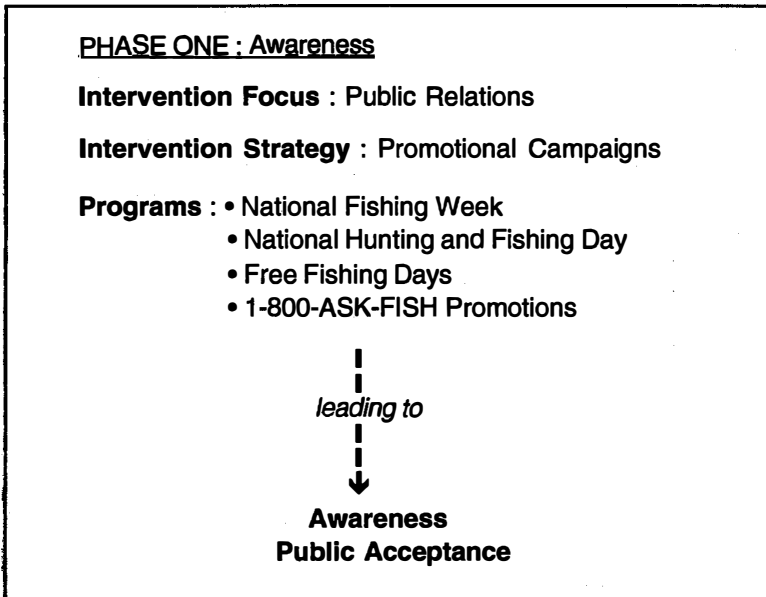 PHASE ONE : Awareness
Intervention Focus : Public Relations
Intervention Strategy : Promotional Campaigns
Programs : • National Fishing Week
• National Hunting and Fishing Day
• Free Fishing Days
• 1-800-ASK-FISH Promotions
leading to
Awareness
Public Acceptance